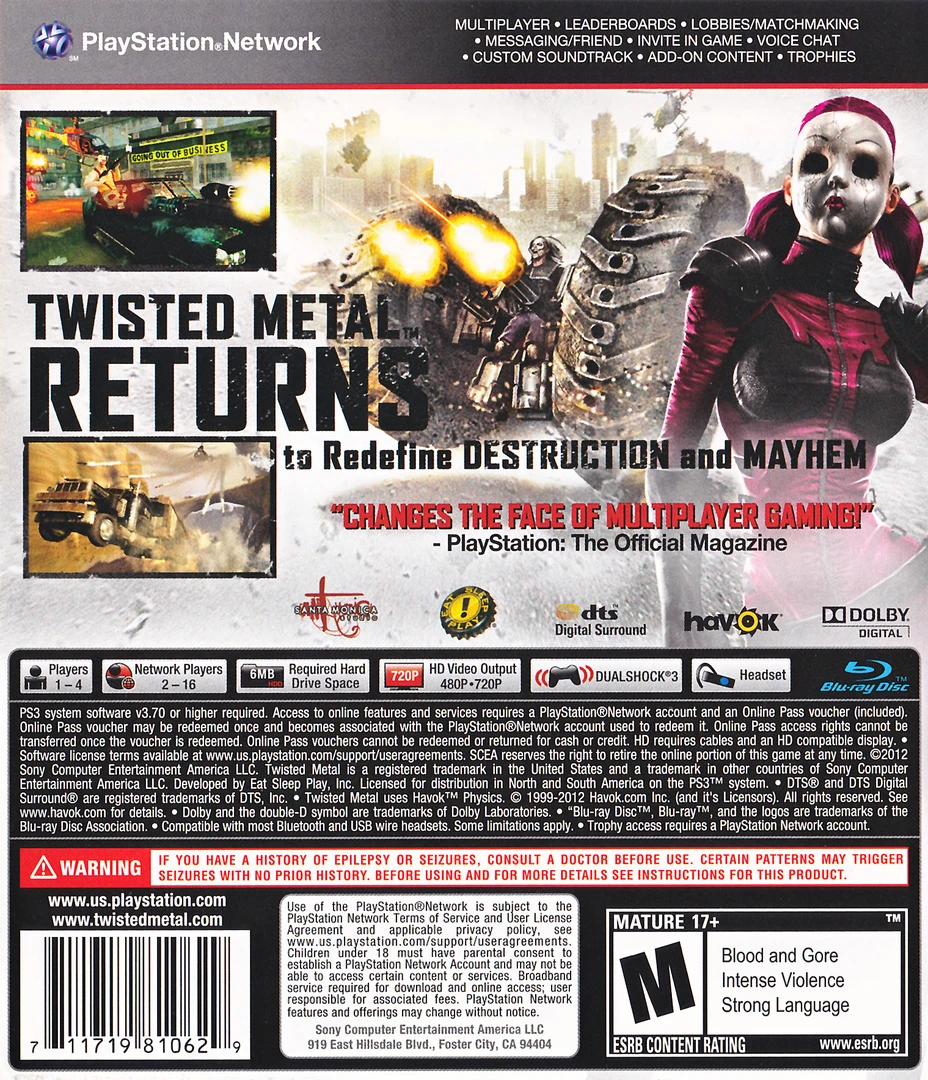 PlayStation®Network
SM
MULTIPLAYER • LEADERBOARDS • LOBBIES/MATCHMAKING
• MESSAGING/FRIEND • INVITE IN GAME • VOICE CHAT
• CUSTOM SOUNDTRACK • ADD-ON CONTENT • TROPHIES
GOING OUT OF BUSINESS
TWISTED METAL™
RETURNS
to Redefine DESTRUCTION and MAYHEM
"CHANGES THE FACE OF MULTIPLAYER GAMING!"
- PlayStation: The Official Magazine
SANTA MONICA
STUDIO
EAT SLEEP
PLAY
dts™
Digital Surround
havok™
DOLBY®
DIGITAL
Players
1 – 4
Network Players
2 – 16
6MB
HDD
Required Hard
Drive Space
720P
HD Video Output
480P•720P
DUALSHOCK®3
Headset
Blu-ray Disc™
PS3 system software v3.70 or higher required. Access to online features and services requires a PlayStation®Network account and an Online Pass voucher (included).
Online Pass voucher may be redeemed once and becomes associated with the PlayStation®Network account used to redeem it. Online Pass access rights cannot be
transferred once the voucher is redeemed. Online Pass vouchers cannot be redeemed or returned for cash or credit. HD requires cables and an HD compatible display. •
Software license terms available at www.us.playstation.com/support/useragreements. SCEA reserves the right to retire the online portion of this game at any time. ©2012
Sony Computer Entertainment America LLC. Twisted Metal is a registered trademark in the United States and a trademark in other countries of Sony Computer
Entertainment America LLC. Developed by Eat Sleep Play, Inc. Licensed for distribution in North and South America on the PS3™ system. • DTS® and DTS Digital
Surround® are registered trademarks of DTS, Inc. • Twisted Metal uses Havok™ Physics. © 1999-2012 Havok.com Inc. (and it's Licensors). All rights reserved. See
www.havok.com for details. • Dolby and the double-D symbol are trademarks of Dolby Laboratories. • "Blu-ray Disc™, Blu-ray™, and the logos are trademarks of the
Blu-ray Disc Association. • Compatible with most Bluetooth and USB wire headsets. Some limitations apply. • Trophy access requires a PlayStation Network account.
WARNING
IF YOU HAVE A HISTORY OF EPILEPSY OR SEIZURES, CONSULT A DOCTOR BEFORE USE. CERTAIN PATTERNS MAY TRIGGER
SEIZURES WITH NO PRIOR HISTORY. BEFORE USING AND FOR MORE DETAILS SEE INSTRUCTIONS FOR THIS PRODUCT.
www.us.playstation.com
www.twistedmetal.com
7 11719 81062 9
Use of the PlayStation®Network is subject to the
PlayStation Network Terms of Service and User License
Agreement and applicable privacy policy, see
www.us.playstation.com/support/useragreements.
Children under 18 must have parental consent to
establish a PlayStation Network Account and may not be
able to access certain content or services. Broadband
service required for download and online access; user
responsible for associated fees. PlayStation Network
features and offerings may change without notice.
Sony Computer Entertainment America LLC
919 East Hillsdale Blvd., Foster City, CA 94404
MATURE 17+ ™
M
Blood and Gore
Intense Violence
Strong Language
ESRB CONTENT RATING
www.esrb.org